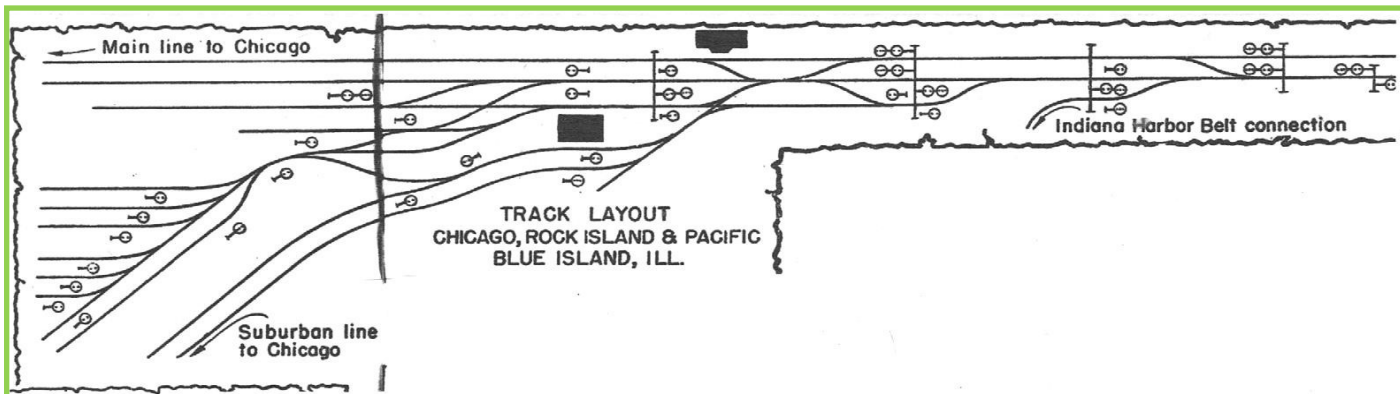 Main line to Chicago
Indiana Harbor Belt connection
TRACK LAYOUT
CHICAGO, ROCK ISLAND & PACIFIC
BLUE ISLAND, ILL.
Suburban line
to Chicago